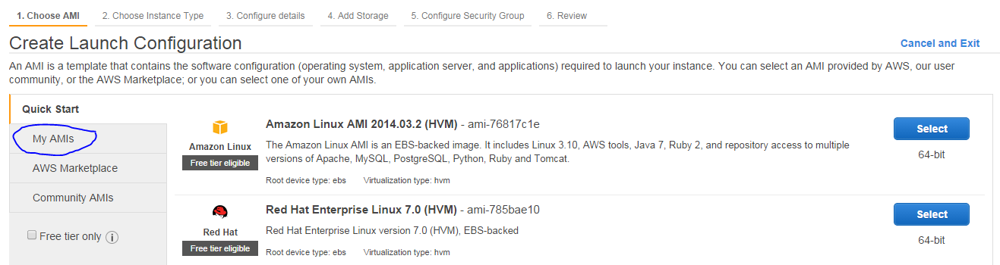 1. Choose AMI
2. Choose Instance Type
3. Configure details
4. Add Storage
5. Configure Security Group
6. Review
Create Launch Configuration
Cancel and Exit
An AMI is a template that contains the software configuration (operating system, application server, and applications) required to launch your instance. You can select an AMI provided by AWS, our user
community, or the AWS Marketplace; or you can select one of your own AMIs.
Quick Start
My AMIs
AWS Marketplace
Community AMIs
Free tier only
Amazon Linux
Free tier eligible
Amazon Linux AMI 2014.03.2 (HVM) - ami-76817c1e
The Amazon Linux AMI is an EBS-backed image. It includes Linux 3.10, AWS tools, Java 7, Ruby 2, and repository access to multiple
versions of Apache, MySQL, PostgreSQL, Python, Ruby and Tomcat.
Root device type: ebs Virtualization type: hvm
Select
64-bit
Red Hat
Free tier eligible
Red Hat Enterprise Linux 7.0 (HVM) - ami-785bae10
Red Hat Enterprise Linux version 7.0 (HVM), EBS-backed
Root device type: ebs Virtualization type: hvm
Select
64-bit